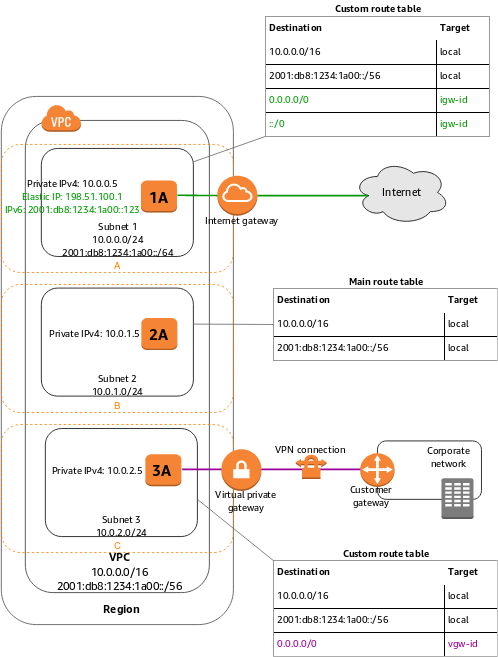 Custom route table
Destination Target
10.0.0.0/16 local
2001:db8:1234:1a00::/56 local
0.0.0.0/0 igw-id
::/0 igw-id
VPC
Private IPv4: 10.0.0.5
Elastic IP: 198.51.100.1
IPv6: 2001:db8:1234:1a00::123
1A
Subnet 1
10.0.0.0/24
2001:db8:1234:1a00::/64
A
Internet gateway
Internet
Main route table
Destination Target
10.0.0.0/16 local
2001:db8:1234:1a00::/56 local
Private IPv4: 10.0.1.5
2A
Subnet 2
10.0.1.0/24
B
Private IPv4: 10.0.2.5
3A
Subnet 3
10.0.2.0/24
C
Virtual private
gateway
VPN connection
Customer
gateway
Corporate
network
VPC
10.0.0.0/16
2001:db8:1234:1a00::/56
Region
Custom route table
Destination Target
10.0.0.0/16 local
2001:db8:1234:1a00::/56 local
0.0.0.0/0 vgw-id